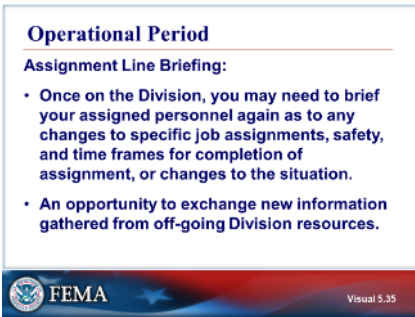 Operational Period
Assignment Line Briefing:
• Once on the Division, you may need to brief
your assigned personnel again as to any
changes to specific job assignments, safety,
and time frames for completion of
assignment, or changes to the situation.
• An opportunity to exchange new information
gathered from off-going Division resources.
FEMA
Visual 5.35